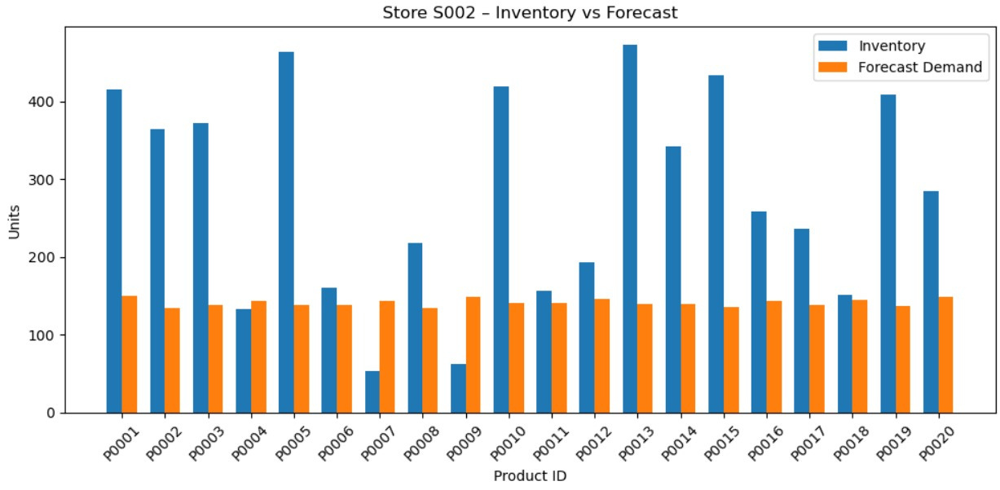 Store S002 – Inventory vs Forecast
Inventory
Forecast Demand
400
300
200
100
0
Units
P0001 P0002 P0003 P0004 P0005 P0006 P0007 P0008 P0009 P0010 P0011 P0012 P0013 P0014 P0015 P0016 P0017 P0018 P0019 P0020
Product ID